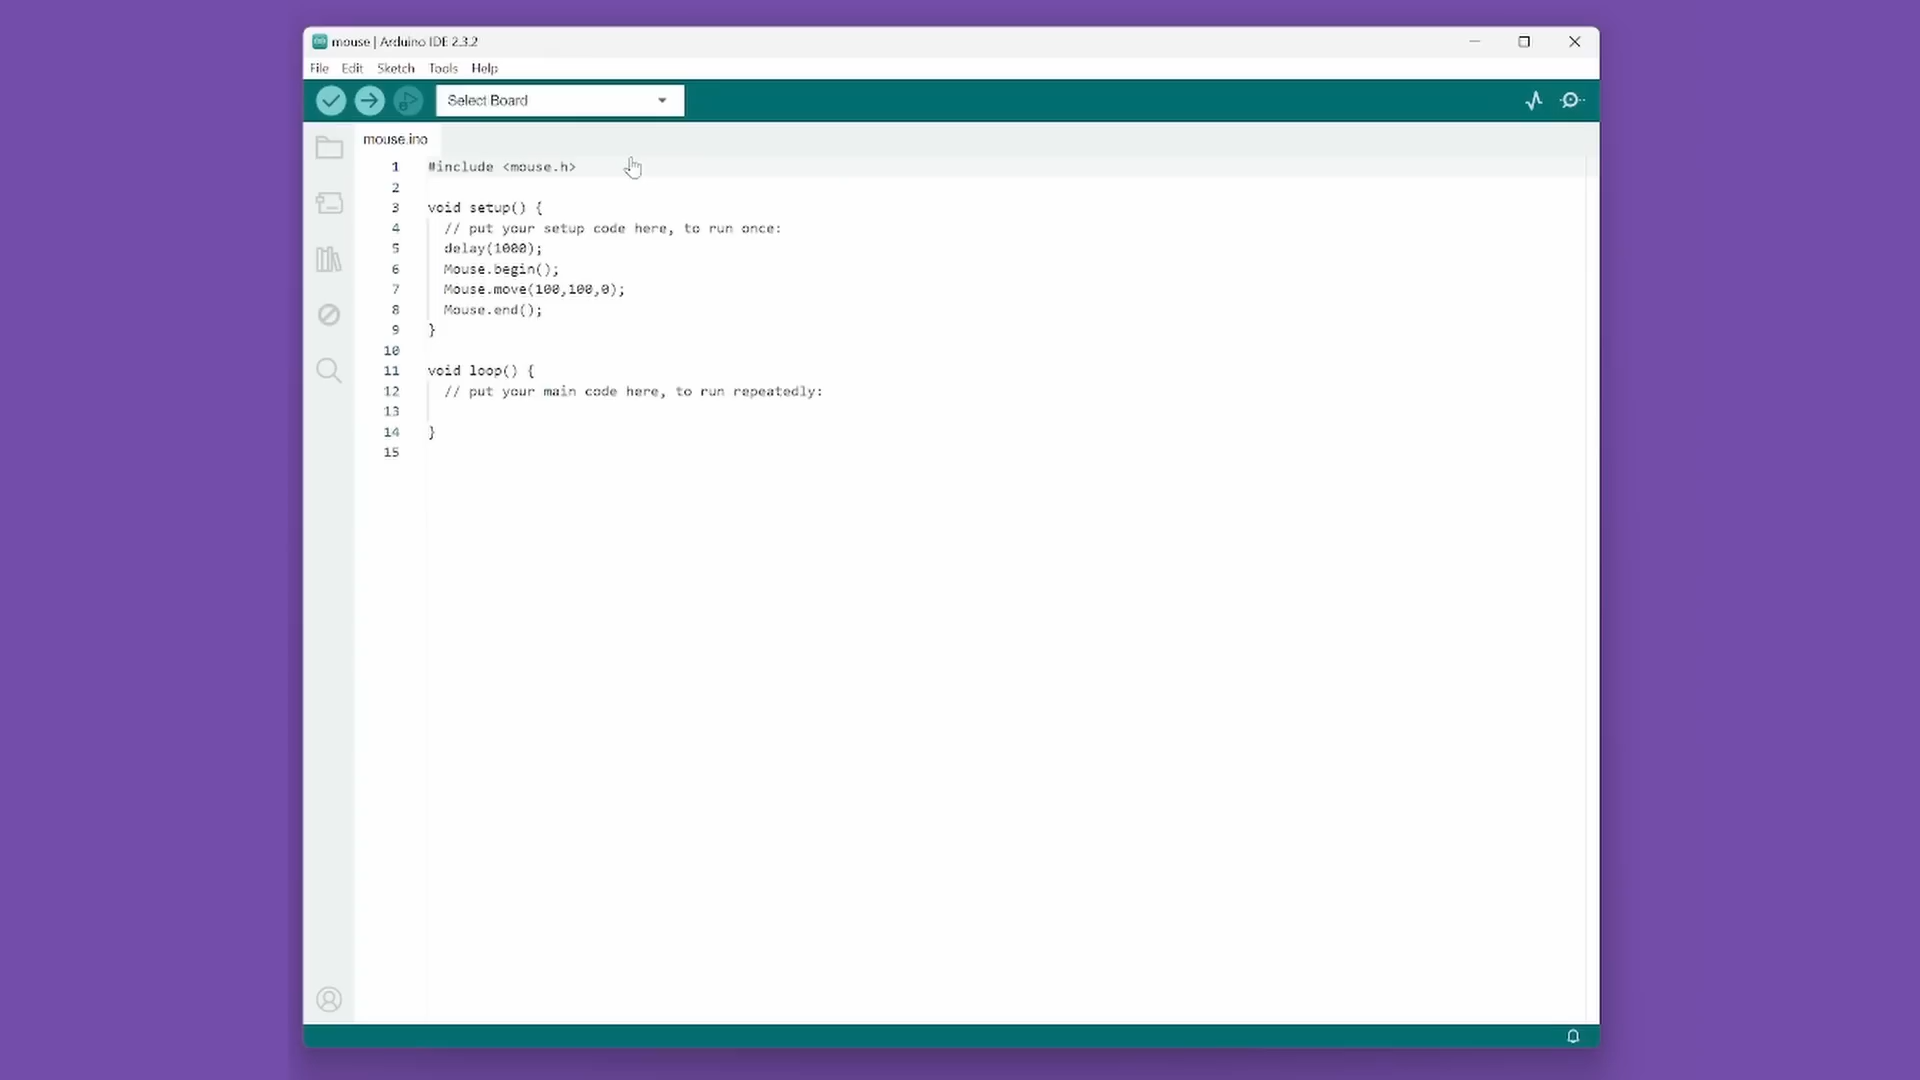 mouse | Arduino IDE 2.3.2
File Edit Sketch Tools Help
Select Board
mouse.ino
1 #include <mouse.h>
2
3 void setup() {
4 // put your setup code here, to run once:
5 delay(1000);
6 Mouse.begin();
7 Mouse.move(100,100,0);
8 Mouse.end();
9 }
10
11 void loop() {
12 // put your main code here, to run repeatedly:
13
14 }
15